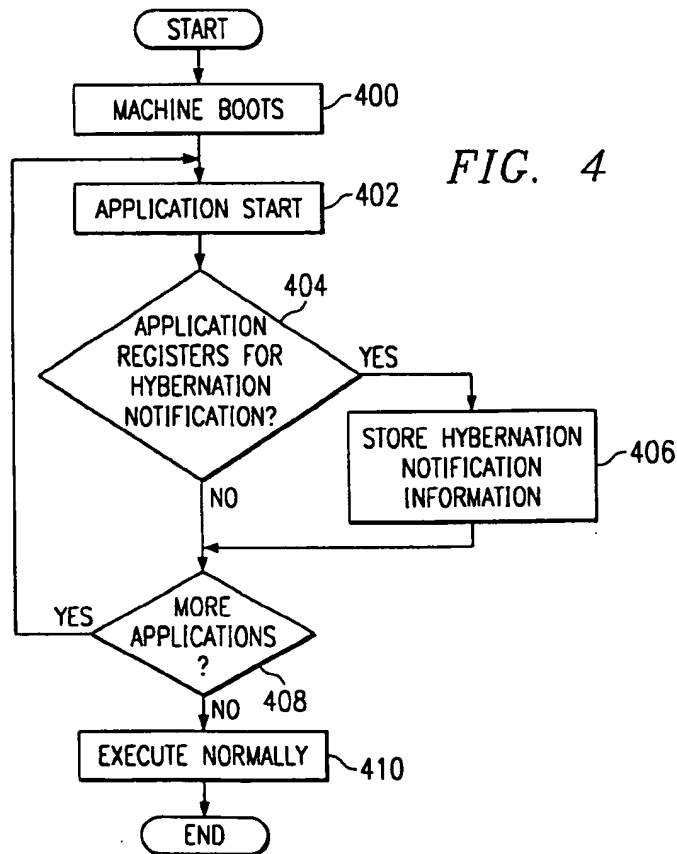 START
MACHINE BOOTS
400
FIG. 4
APPLICATION START
402
404
APPLICATION
REGISTERS FOR
HYBERNATION
NOTIFICATION?
YES
STORE HYBERNATION
NOTIFICATION
INFORMATION
406
NO
YES
MORE
APPLICATIONS
?
408
NO
EXECUTE NORMALLY
410
END